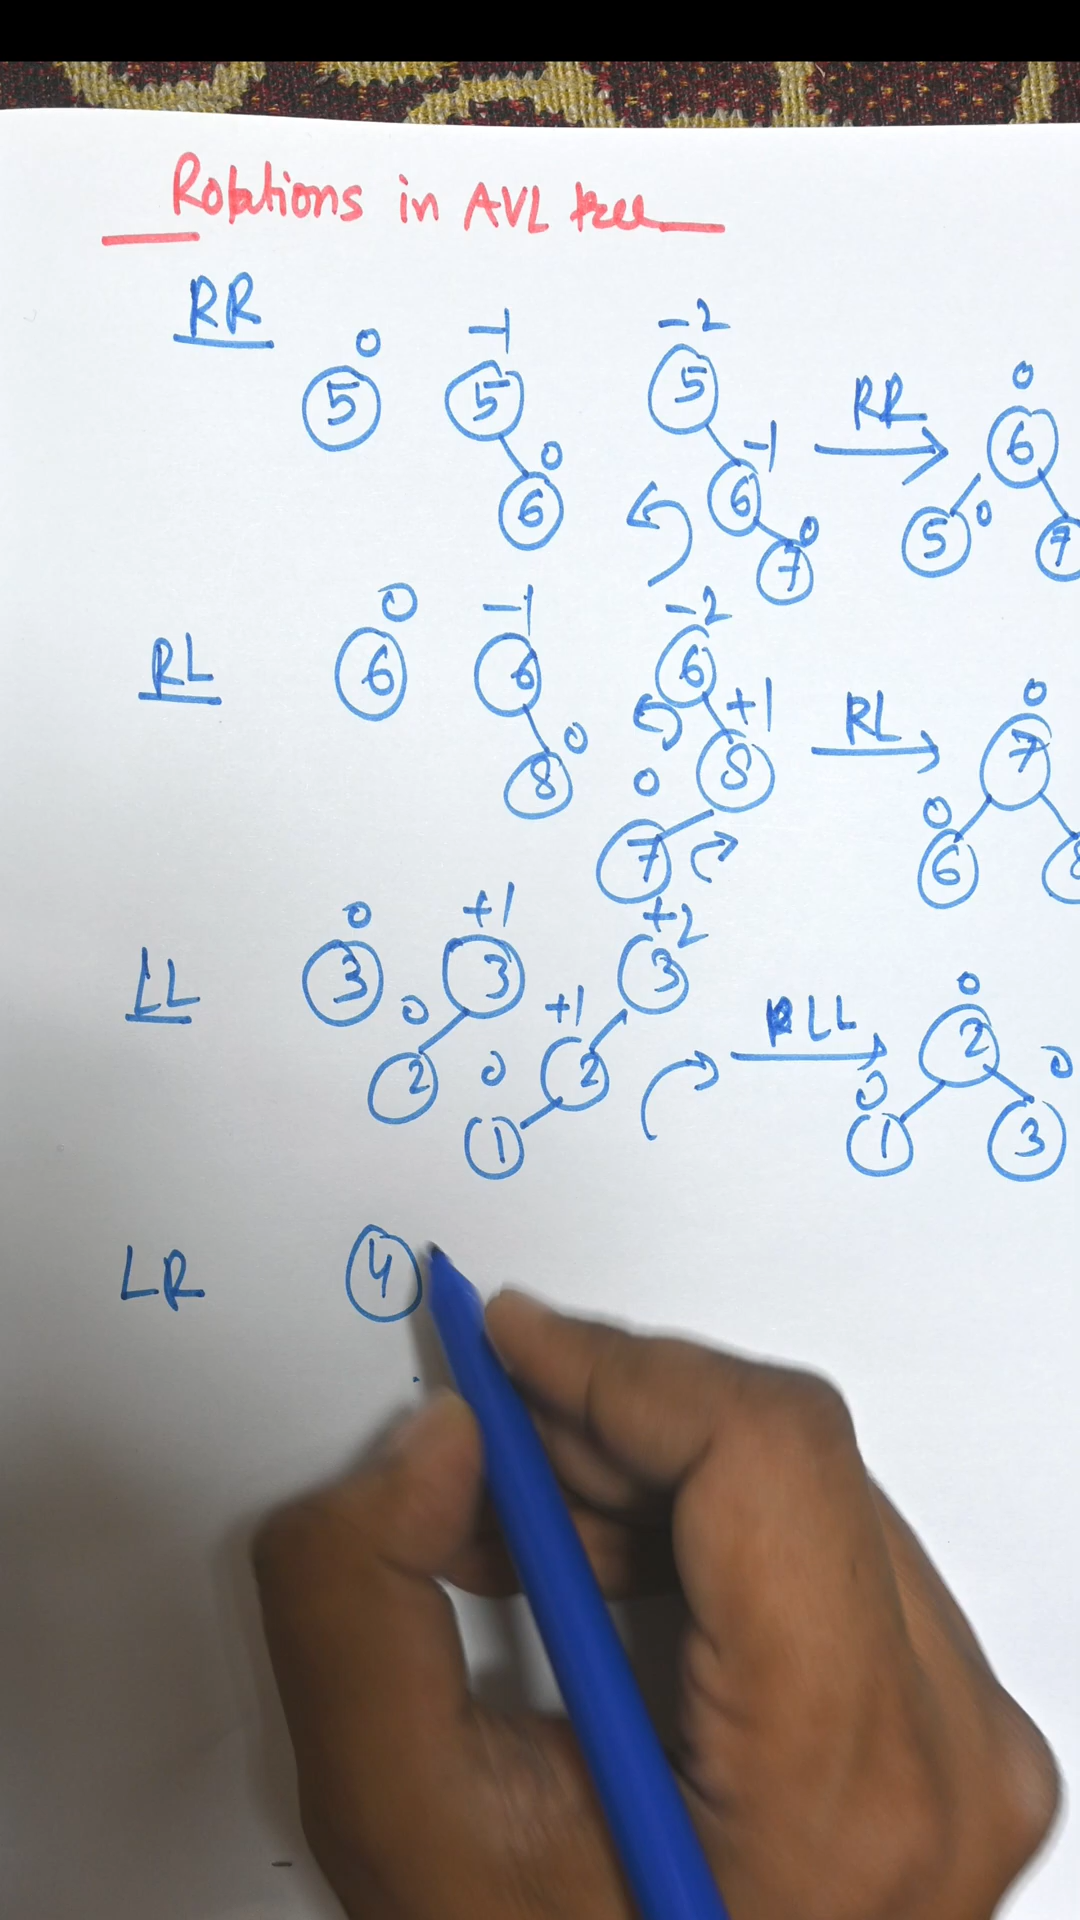 Rotations in AVL tree
RR
0 -1 -2
5 5 5 RR 0
0 -1 6
6 6 0 5 0 7
7
RL
0 -1 -2
6 6 6 +1 RL 0
0 0 8 7
8 7 0 6 8
LL
0 +1 +2
3 3 3 LL 0
0 +1 2 0
2 0 2 0
1 1 3
LR 4